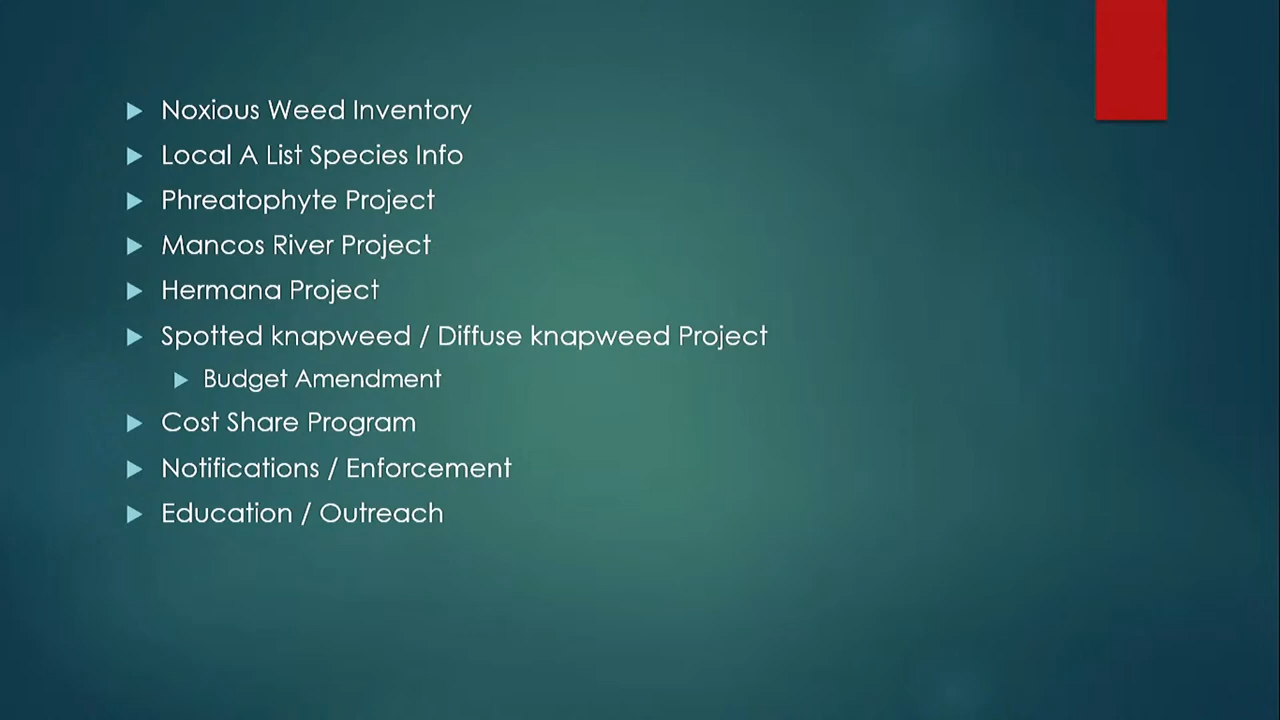 Noxious Weed Inventory
Local A List Species Info
Phreatophyte Project
Mancos River Project
Hermana Project
Spotted knapweed / Diffuse knapweed Project
Budget Amendment
Cost Share Program
Notifications / Enforcement
Education / Outreach